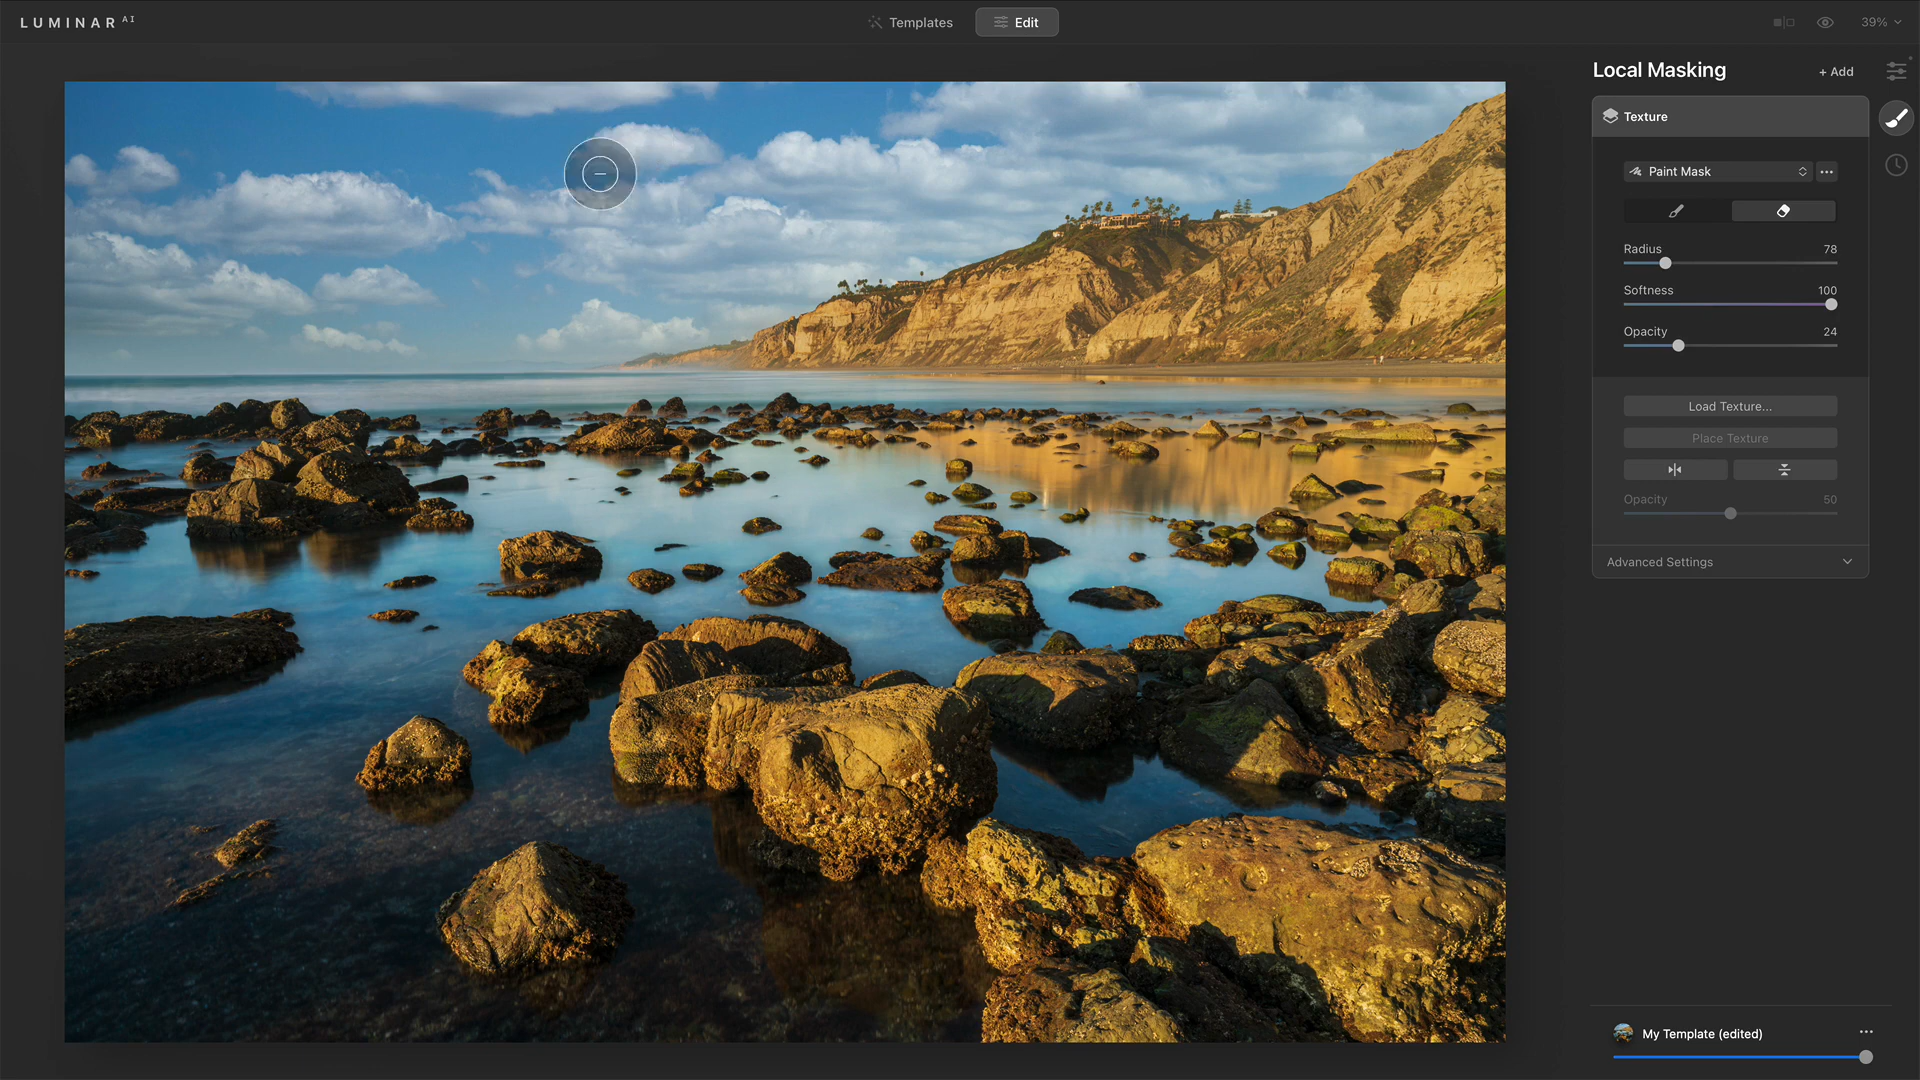 LUMINAR AI
Templates
Edit
39%
Local Masking
+ Add
Texture
Paint Mask
Radius 78
Softness 100
Opacity 24
Load Texture...
Place Texture
Opacity 50
Advanced Settings
My Template (edited)